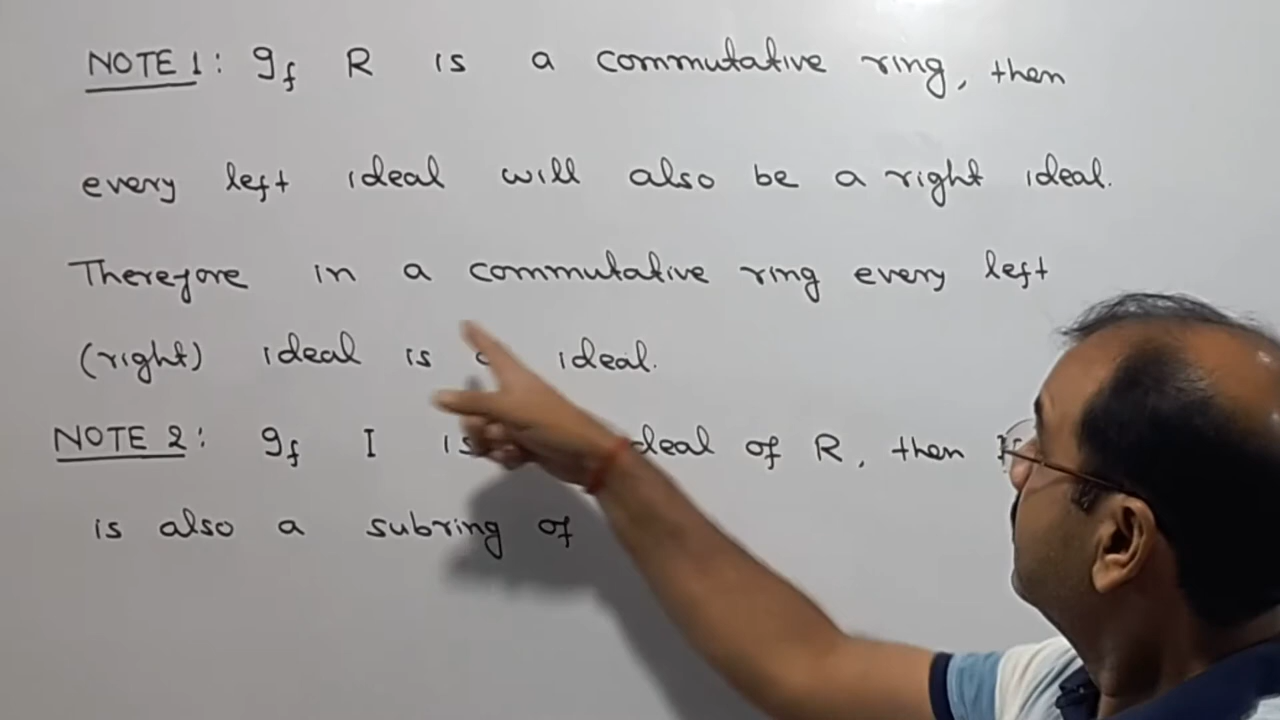 NOTE 1: If R is a commutative ring, then
every left ideal will also be a right ideal.
Therefore in a commutative ring every left
(right) ideal is a ideal.
NOTE 2: If I is ideal of R, then
is also a subring of